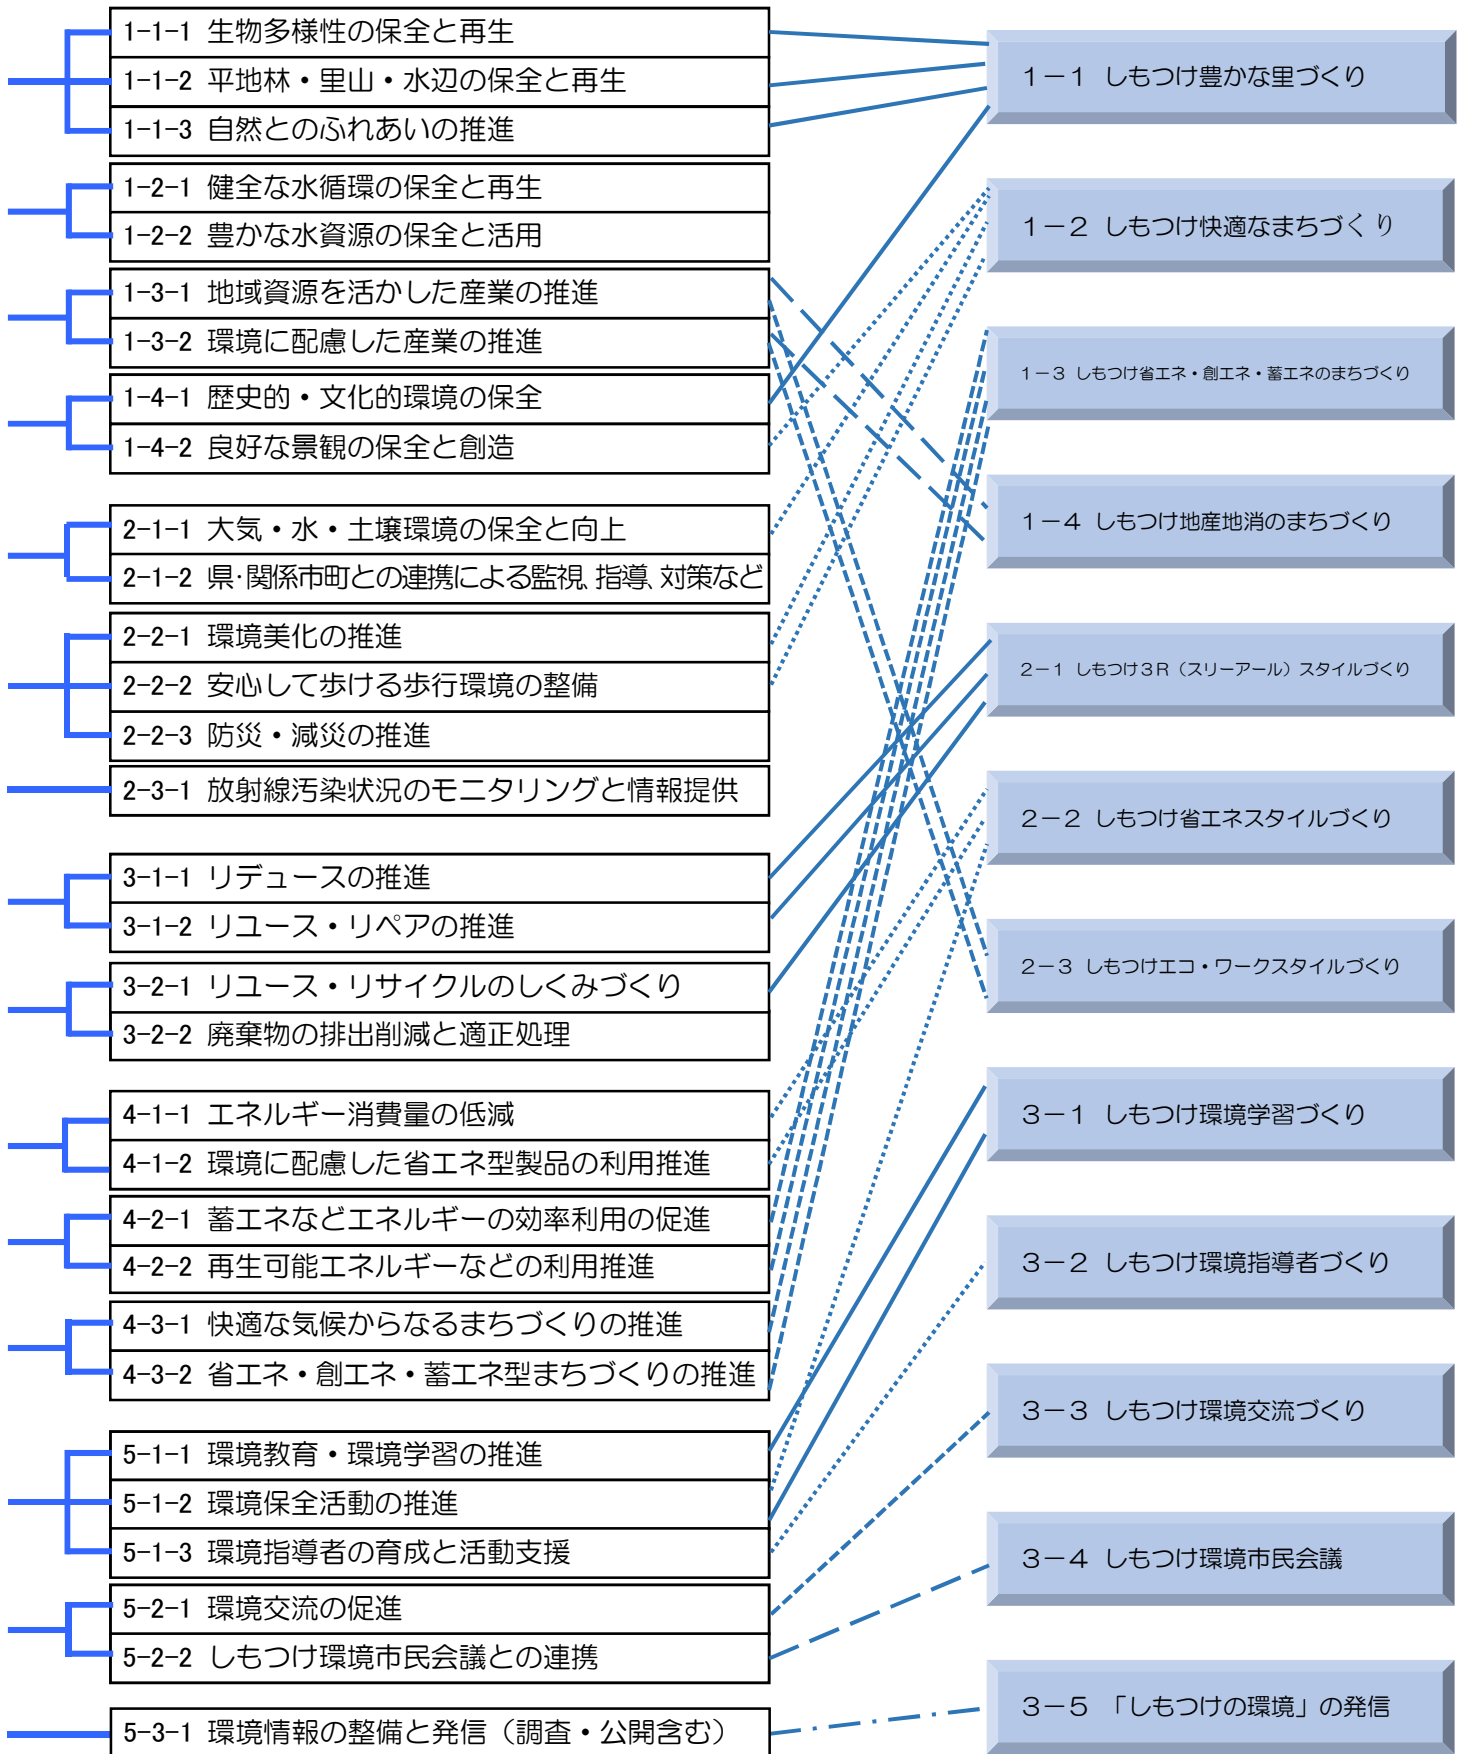 1-1-1 生物多様性の保全と再生
1-1-2 平地林・里山・水辺の保全と再生
1-1-3 自然とのふれあいの推進
1-2-1 健全な水循環の保全と再生
1-2-2 豊かな水資源の保全と活用
1-3-1 地域資源を活かした産業の推進
1-3-2 環境に配慮した産業の推進
1-4-1 歴史的・文化的環境の保全
1-4-2 良好な景観の保全と創造
2-1-1 大気・水・土壌環境の保全と向上
2-1-2 県・関係市町との連携による監視、指導、対策など
2-2-1 環境美化の推進
2-2-2 安心して歩ける歩行環境の整備
2-2-3 防災・減災の推進
2-3-1 放射線汚染状況のモニタリングと情報提供
3-1-1 リデュースの推進
3-1-2 リユース・リペアの推進
3-2-1 リユース・リサイクルのしくみづくり
3-2-2 廃棄物の排出削減と適正処理
4-1-1 エネルギー消費量の低減
4-1-2 環境に配慮した省エネ型製品の利用推進
4-2-1 蓄エネなどエネルギーの効率利用の促進
4-2-2 再生可能エネルギーなどの利用推進
4-3-1 快適な気候からなるまちづくりの推進
4-3-2 省エネ・創エネ・蓄エネ型まちづくりの推進
5-1-1 環境教育・環境学習の推進
5-1-2 環境保全活動の推進
5-1-3 環境指導者の育成と活動支援
5-2-1 環境交流の促進
5-2-2 しもつけ環境市民会議との連携
5-3-1 環境情報の整備と発信（調査・公開含む）
１－１ しもつけ豊かな里づくり
１－２ しもつけ快適なまちづくり
１－３ しもつけ省エネ・創エネ・蓄エネのまちづくり
１－４ しもつけ地産地消のまちづくり
２－１ しもつけ３Ｒ（スリーアール）スタイルづくり
２－２ しもつけ省エネスタイルづくり
２－３ しもつけエコ・ワークスタイルづくり
３－１ しもつけ環境学習づくり
３－２ しもつけ環境指導者づくり
３－３ しもつけ環境交流づくり
３－４ しもつけ環境市民会議
３－５ 「しもつけの環境」の発信